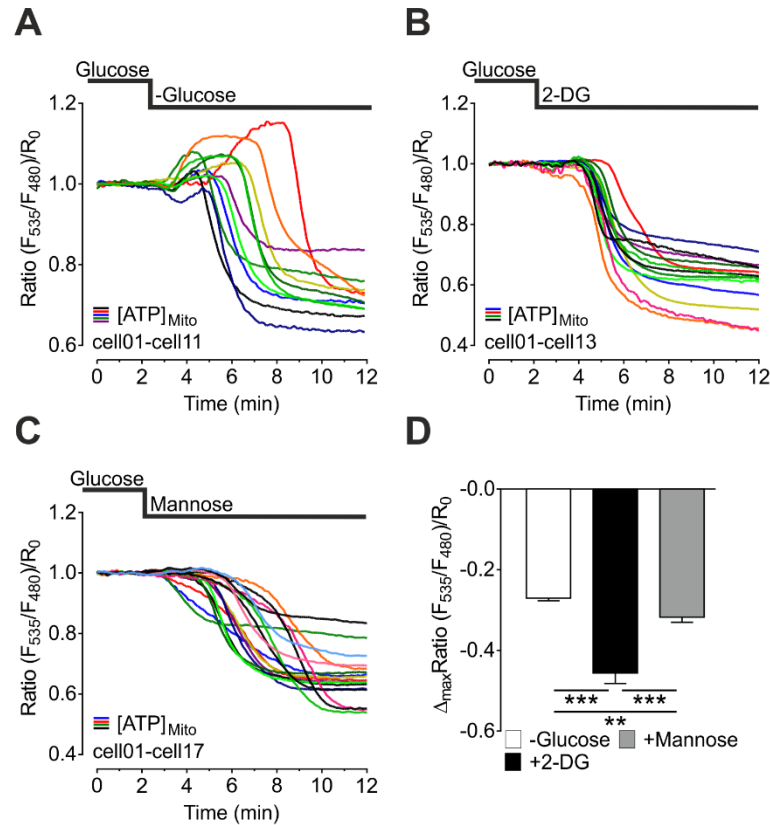 A
Glucose
-Glucose
Ratio (F535/F480)/R0
1.2
1.0
0.8
0.6
[ATP]Mito
cell01-cell11
0 2 4 6 8 10 12
Time (min)
B
Glucose
2-DG
Ratio (F535/F480)/R0
1.2
1.0
0.8
0.6
0.4
[ATP]Mito
cell01-cell13
0 2 4 6 8 10 12
Time (min)
C
Glucose
Mannose
Ratio (F535/F480)/R0
1.2
1.0
0.8
0.6
0.4
[ATP]Mito
cell01-cell17
0 2 4 6 8 10 12
Time (min)
D
ΔmaxRatio (F535/F480)/R0
-0.0
-0.2
-0.4
-0.6
*** ***
**
-Glucose +Mannose
+2-DG